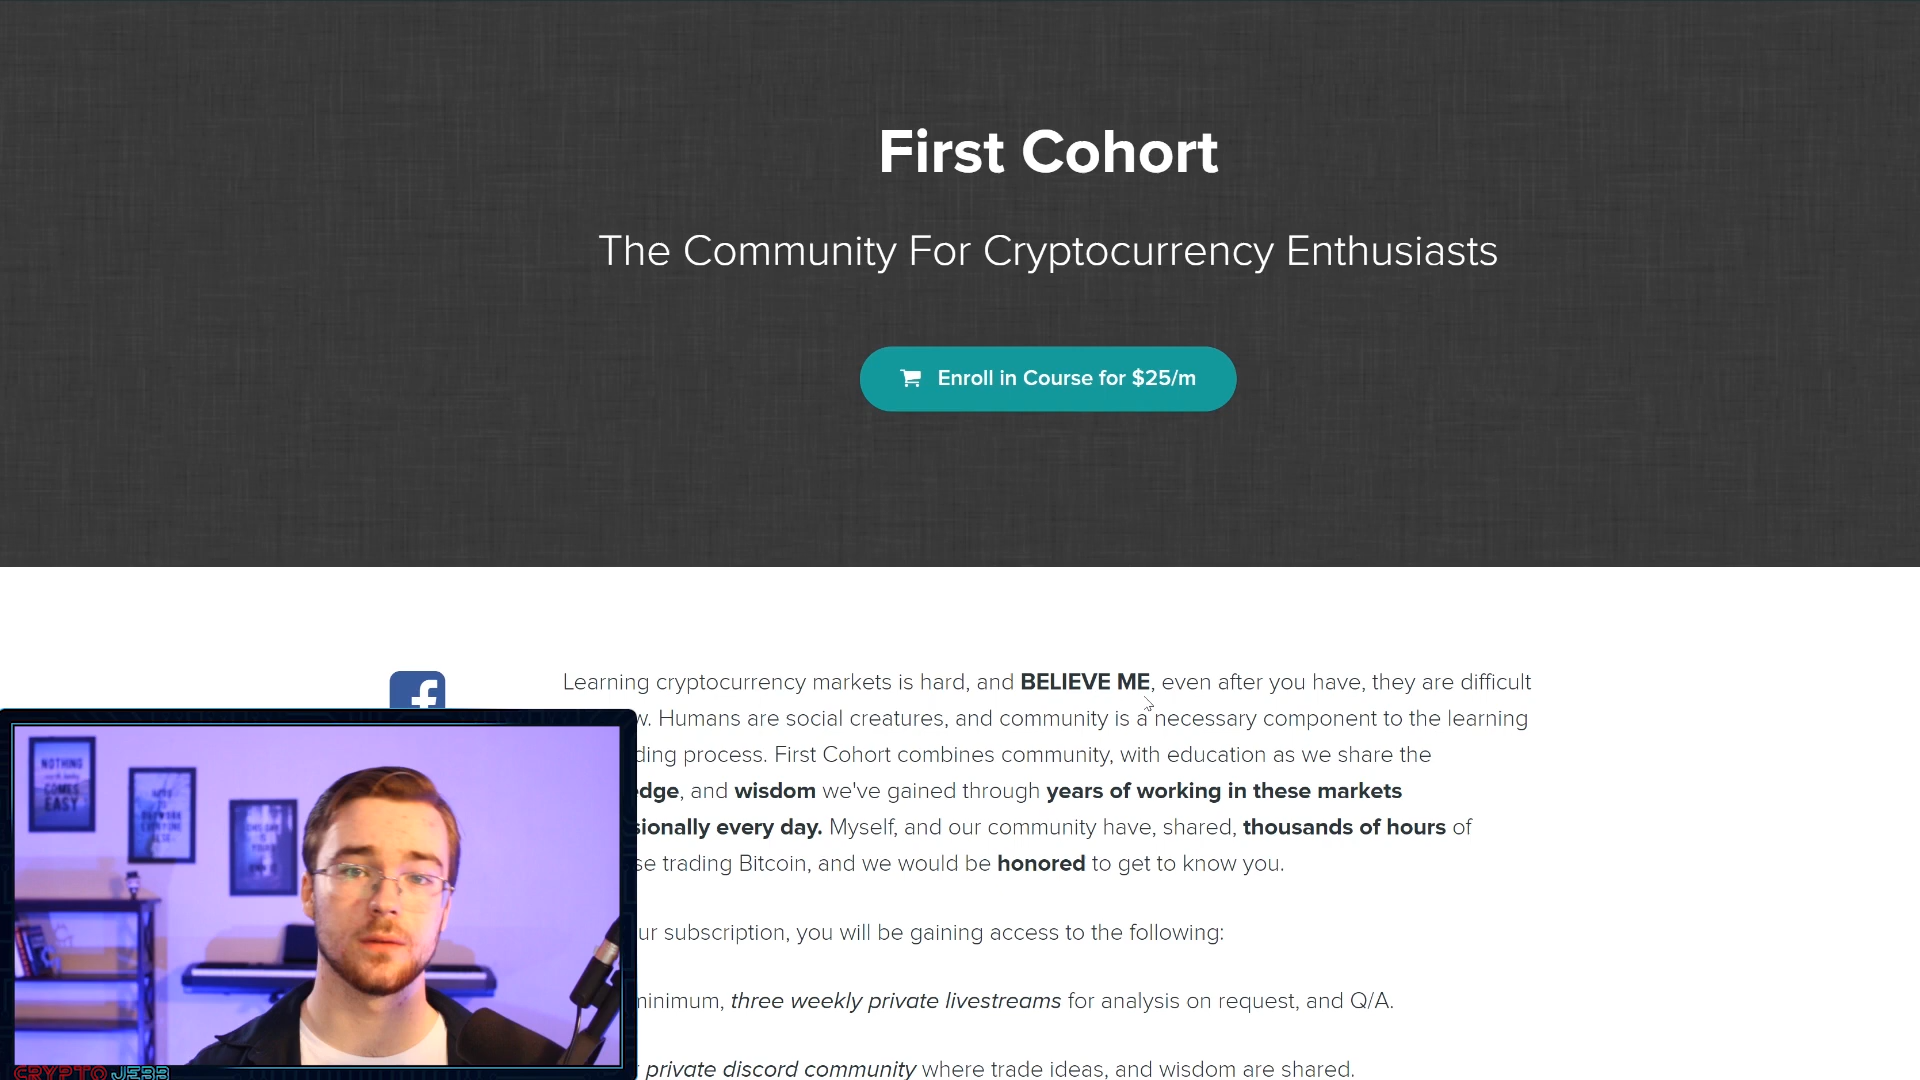 First Cohort
The Community For Cryptocurrency Enthusiasts
Enroll in Course for $25/m
Learning cryptocurrency markets is hard, and BELIEVE ME, even after you have, they are difficult
w. Humans are social creatures, and community is a necessary component to the learning
ding process. First Cohort combines community, with education as we share the
edge, and wisdom we've gained through years of working in these markets
sionally every day. Myself, and our community have, shared, thousands of hours of
se trading Bitcoin, and we would be honored to get to know you.
ur subscription, you will be gaining access to the following:
minimum, three weekly private livestreams for analysis on request, and Q/A.
private discord community where trade ideas, and wisdom are shared.
NOTHING
COMES
EASY
CRYPTO JEBB